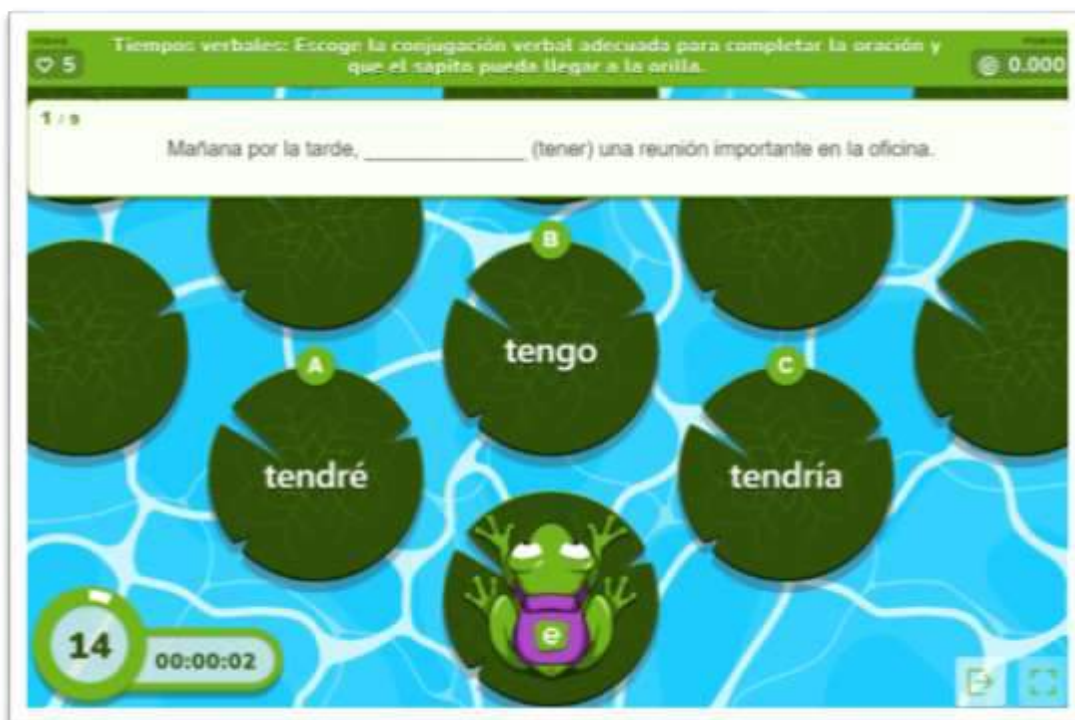 Tiempos verbales: Escoge la conjugación verbal adecuada para completar la oración y
que el sapito pueda llegar a la orilla.
5
0.000
1 / 9
Mañana por la tarde, _______________ (tener) una reunión importante en la oficina.
B
tengo
A
C
tendré
tendría
e
14
00:00:02